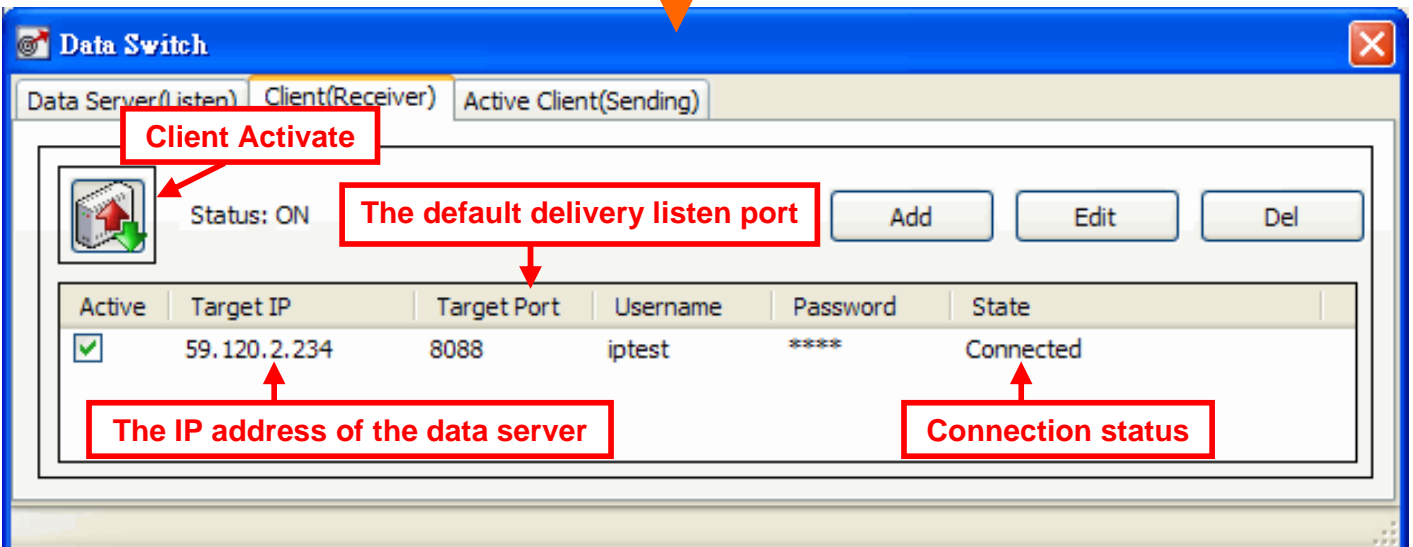 Data Switch
Data Server(Listen) Client(Receiver) Active Client(Sending)
Client Activate
Status: ON The default delivery listen port Add Edit Del
Active Target IP Target Port Username Password State
59.120.2.234 8088 iptest **** Connected
The IP address of the data server Connection status